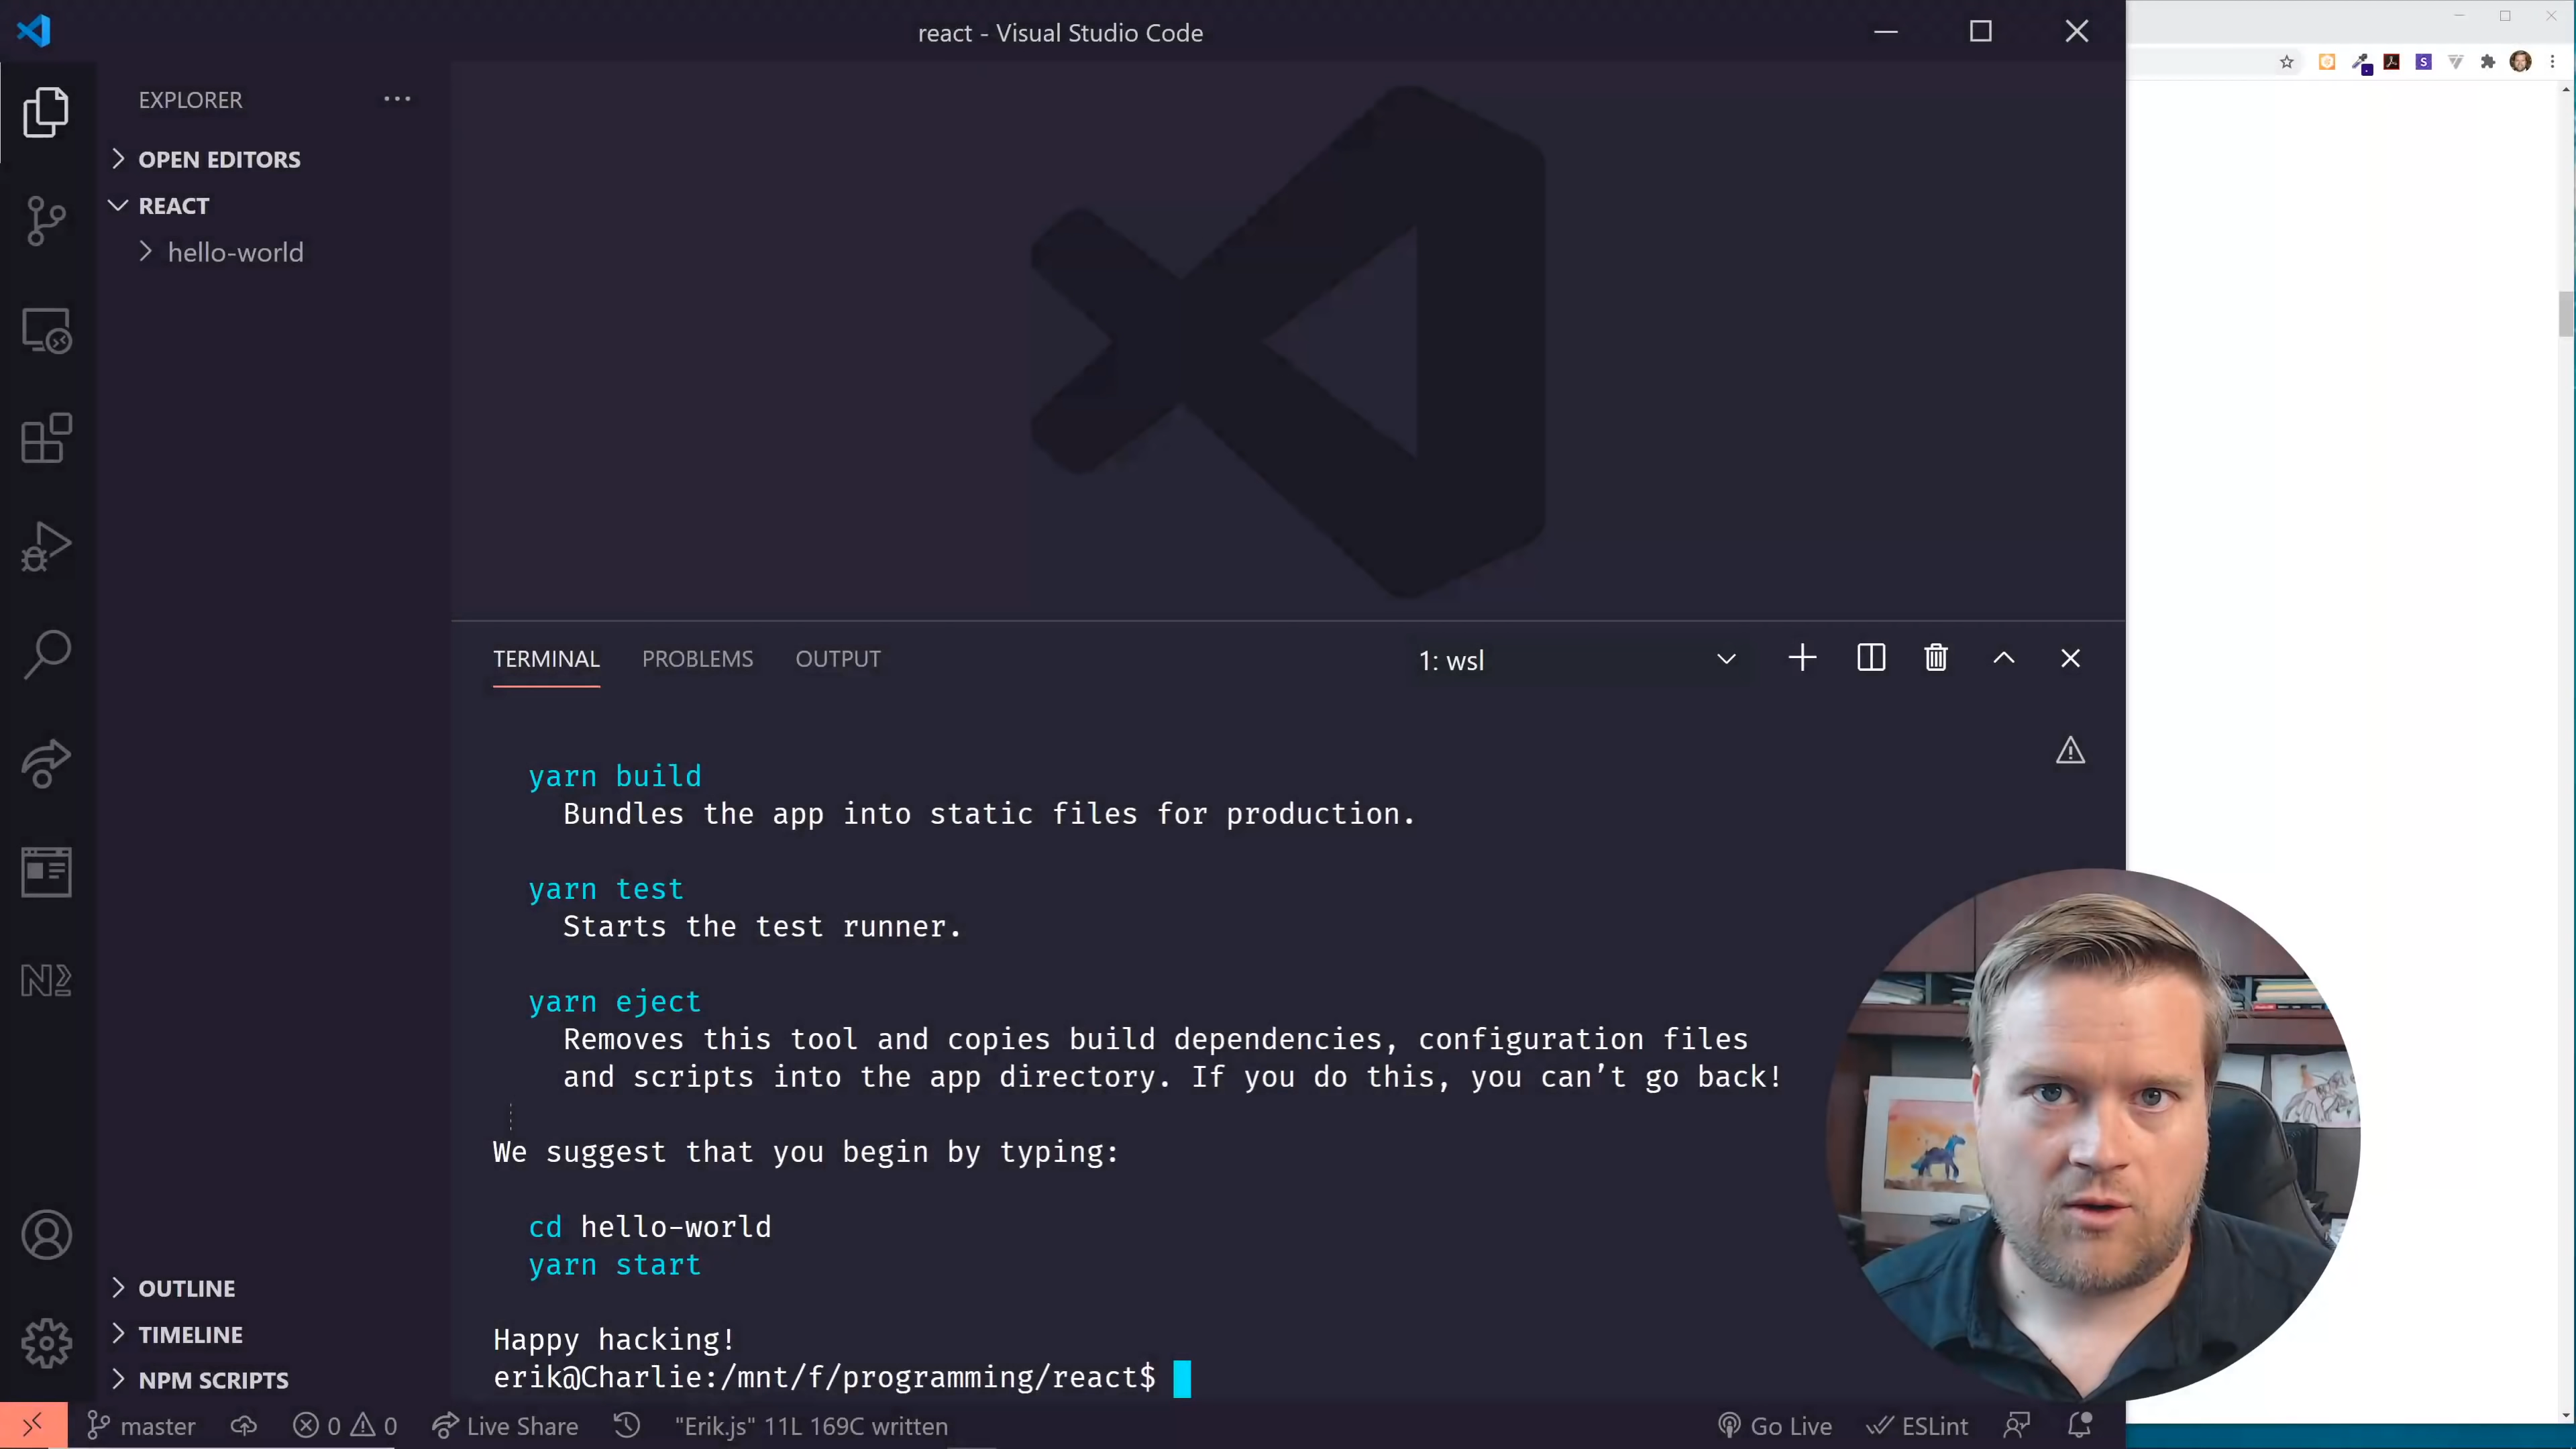 react - Visual Studio Code
EXPLORER
OPEN EDITORS
REACT
hello-world
TERMINAL
PROBLEMS
OUTPUT
1: wsl
yarn build
Bundles the app into static files for production.
yarn test
Starts the test runner.
yarn eject
Removes this tool and copies build dependencies, configuration files
and scripts into the app directory. If you do this, you can’t go back!
We suggest that you begin by typing:
cd hello-world
yarn start
Happy hacking!
erik@Charlie:/mnt/f/programming/react$
OUTLINE
TIMELINE
NPM SCRIPTS
master
0
0
Live Share
"Erik.js" 11L 169C written
Go Live
ESLint